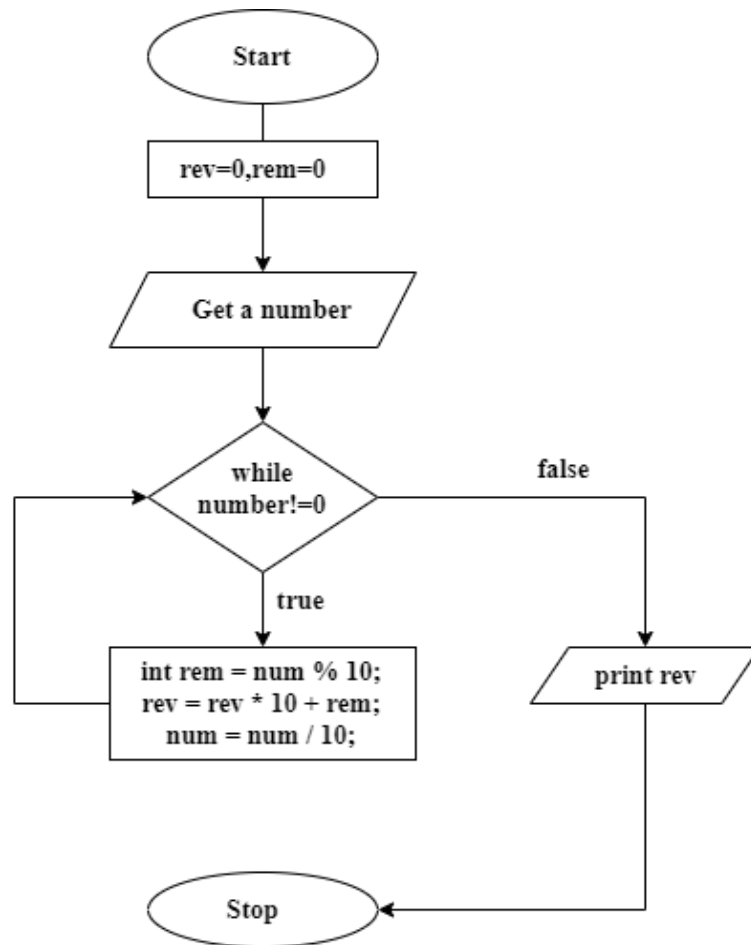 Start
rev=0,rem=0
Get a number
while
number!=0
false
true
int rem = num % 10;
rev = rev * 10 + rem;
num = num / 10;
print rev
Stop